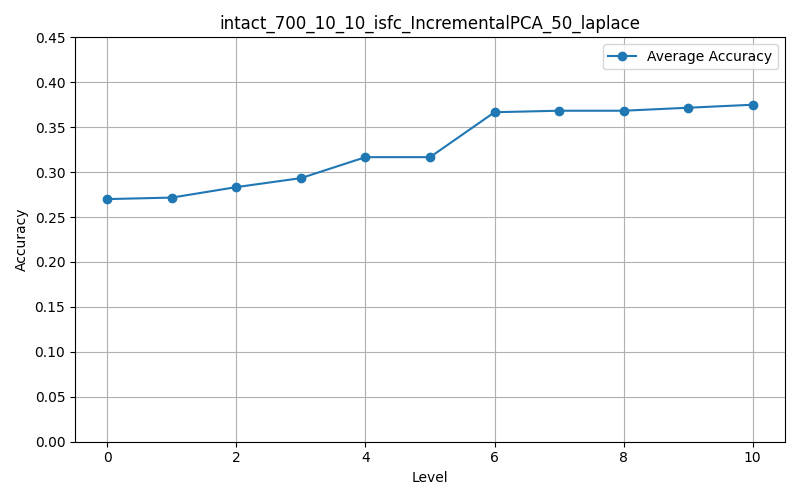 intact_700_10_10_isfc_IncrementalPCA_50_laplace
Average Accuracy
Accuracy
0.45
0.40
0.35
0.30
0.25
0.20
0.15
0.10
0.05
0.00
0 2 4 6 8 10
Level